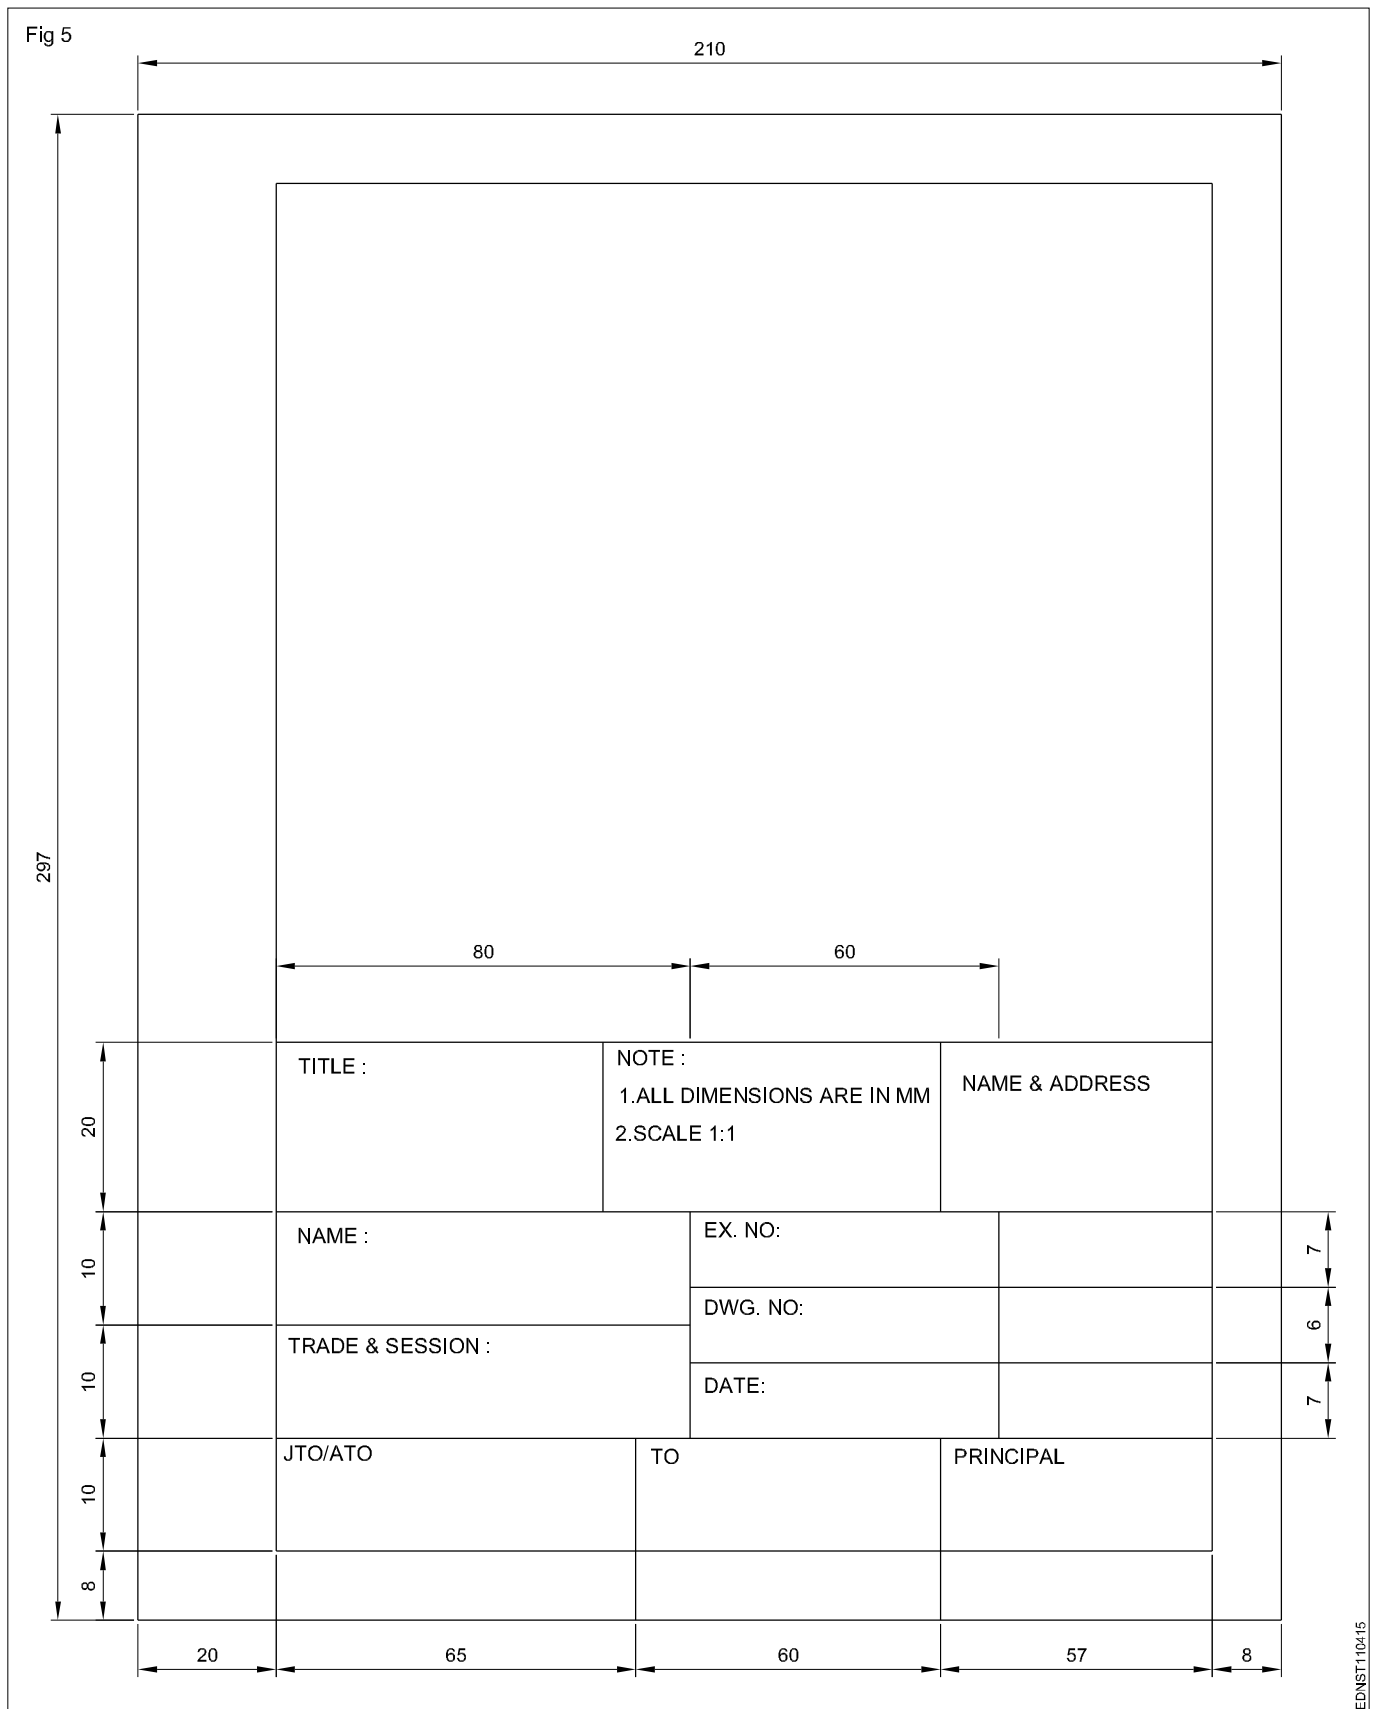 Fig 5
210
297
80
60
TITLE :
NOTE :
1.ALL DIMENSIONS ARE IN MM
2.SCALE 1:1
NAME & ADDRESS
20
NAME :
EX. NO:
7
10
DWG. NO:
6
TRADE & SESSION :
10
DATE:
7
JTO/ATO
TO
PRINCIPAL
10
8
20
65
60
57
8
EDNST110415